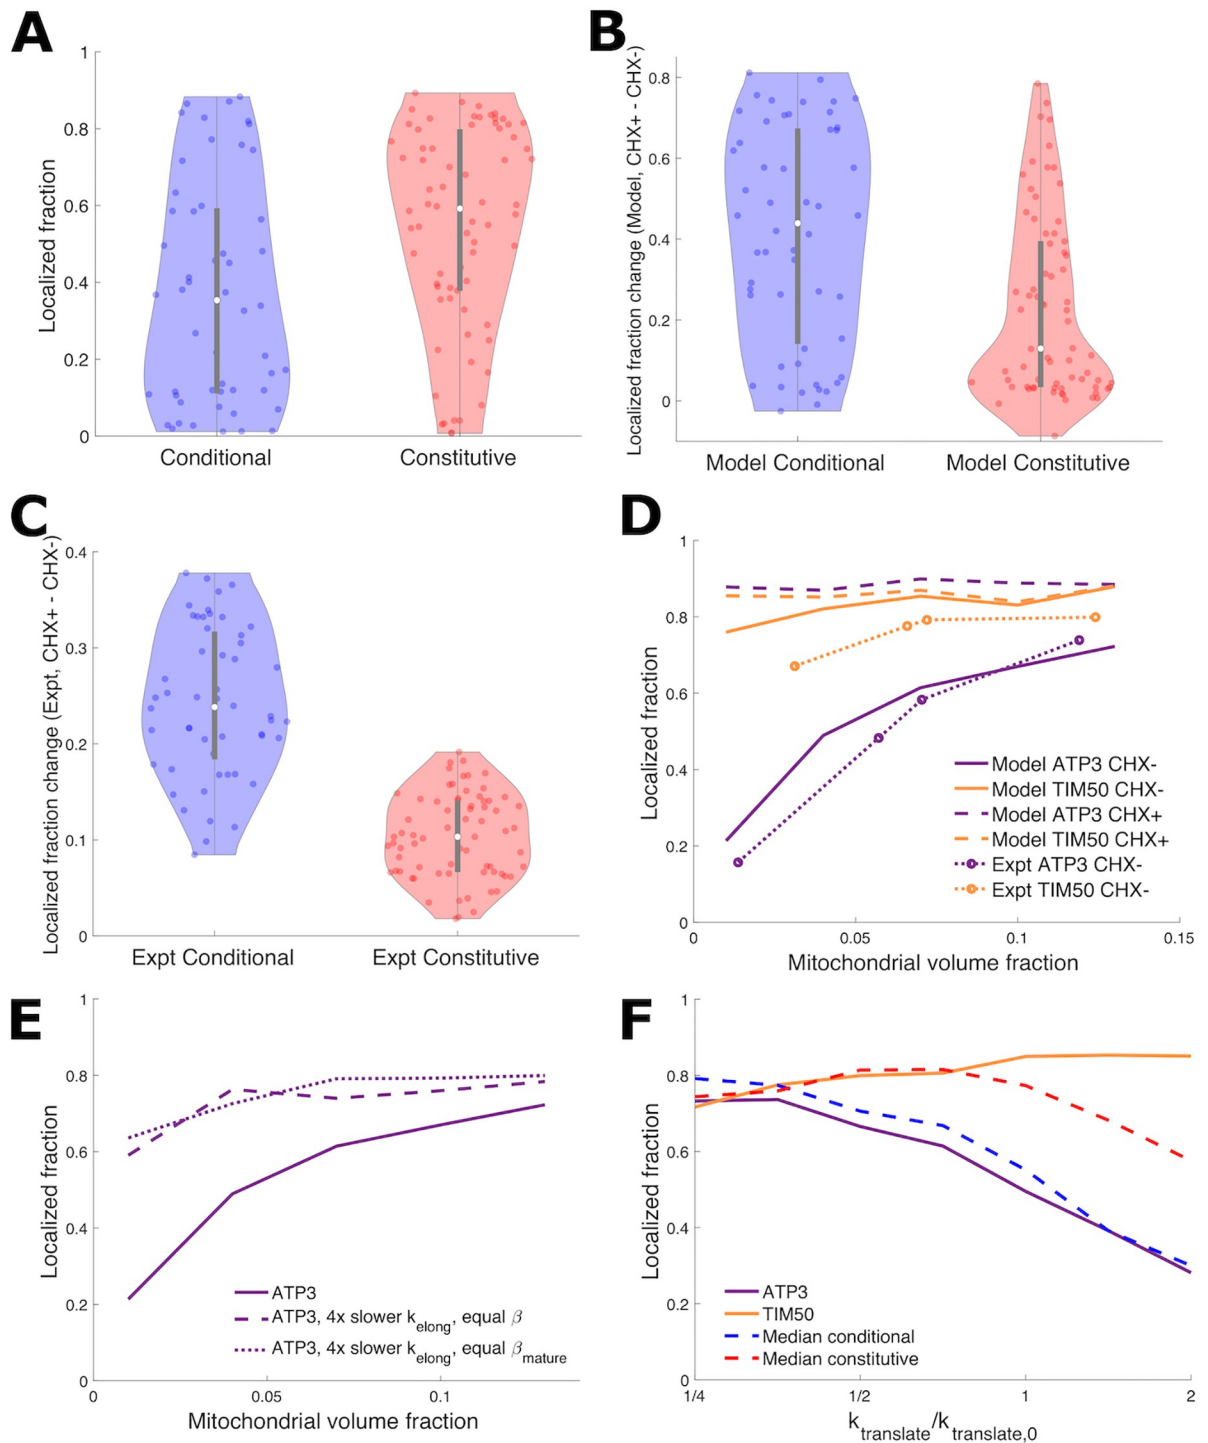 A
Localized fraction
1
0.8
0.6
0.4
0.2
0
Conditional
Constitutive
B
Localized fraction change (Model, CHX+ - CHX-)
0.8
0.6
0.4
0.2
0
Model Conditional
Model Constitutive
C
Localized fraction change (Expt, CHX+ - CHX-)
0.4
0.3
0.2
0.1
0
Expt Conditional
Expt Constitutive
D
Localized fraction
1
0.8
0.6
0.4
0.2
0
Model ATP3 CHX-
Model TIM50 CHX-
Model ATP3 CHX+
Model TIM50 CHX+
Expt ATP3 CHX-
Expt TIM50 CHX-
0
0.05
0.1
0.15
Mitochondrial volume fraction
E
Localized fraction
1
0.8
0.6
0.4
0.2
0
ATP3
ATP3, 4x slower k_elong, equal β
ATP3, 4x slower k_elong, equal β_mature
0
0.05
0.1
Mitochondrial volume fraction
F
Localized fraction
1
0.8
0.6
0.4
0.2
0
ATP3
TIM50
Median conditional
Median constitutive
1/4
1/2
1
2
k_translate/k_translate,0